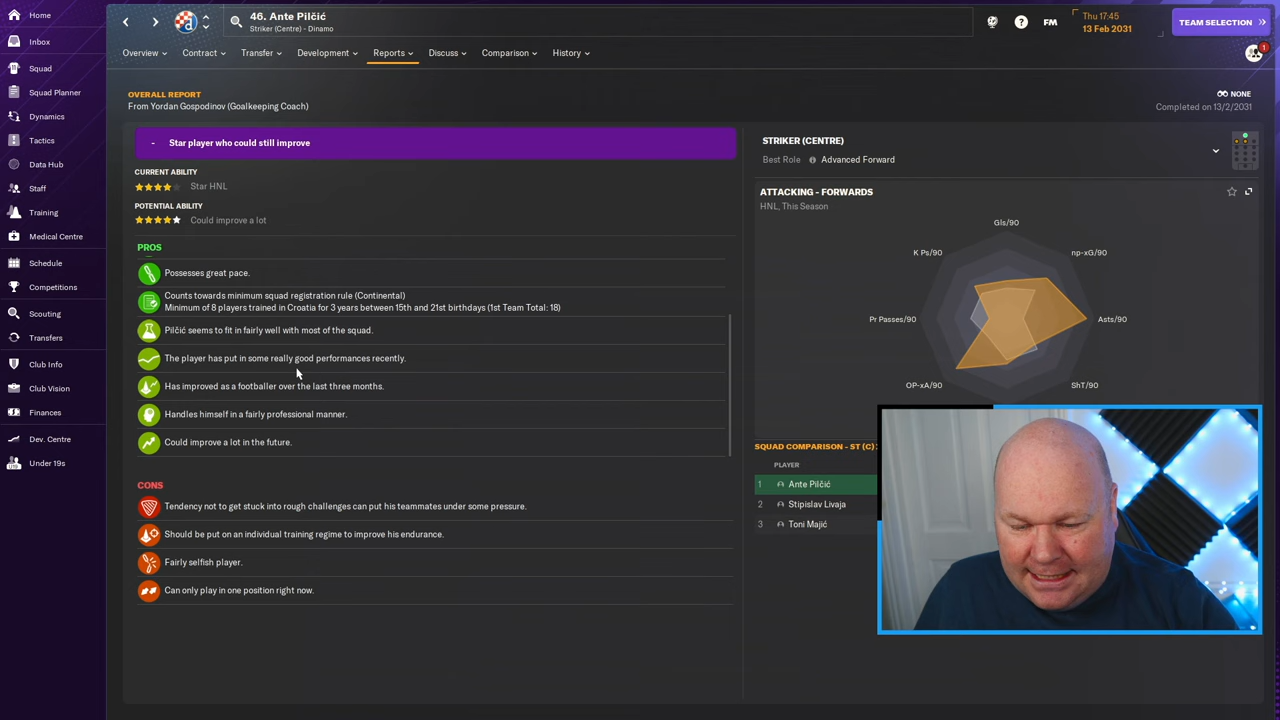 Home
Inbox
Squad
Squad Planner
Dynamics
Tactics
Data Hub
Staff
Training
Medical Centre
Schedule
Competitions
Scouting
Transfers
Club Info
Club Vision
Finances
Dev. Centre
Under 19s
46. Ante Pilčić
Striker (Centre) - Dinamo
FM
Thu 17:45
13 Feb 2031
TEAM SELECTION
1
Overview
Contract
Transfer
Development
Reports
Discuss
Comparison
History
OVERALL REPORT
From Yordan Gospodinov (Goalkeeping Coach)
NONE
Completed on 13/2/2031
- Star player who could still improve
CURRENT ABILITY
Star HNL
POTENTIAL ABILITY
Could improve a lot
PROS
Possesses great pace.
Counts towards minimum squad registration rule (Continental)
Minimum of 8 players trained in Croatia for 3 years between 15th and 21st birthdays (1st Team Total: 18)
Pilčić seems to fit in fairly well with most of the squad.
The player has put in some really good performances recently.
Has improved as a footballer over the last three months.
Handles himself in a fairly professional manner.
Could improve a lot in the future.
CONS
Tendency not to get stuck into rough challenges can put his teammates under some pressure.
Should be put on an individual training regime to improve his endurance.
Fairly selfish player.
Can only play in one position right now.
STRIKER (CENTRE)
Best Role Advanced Forward
ATTACKING - FORWARDS
HNL, This Season
Gls/90
K Ps/90
np-xG/90
Pr Passes/90
Asts/90
OP-xA/90
ShT/90
SQUAD COMPARISON - ST (C)
PLAYER
1 Ante Pilčić
2 Stipislav Livaja
3 Toni Majić